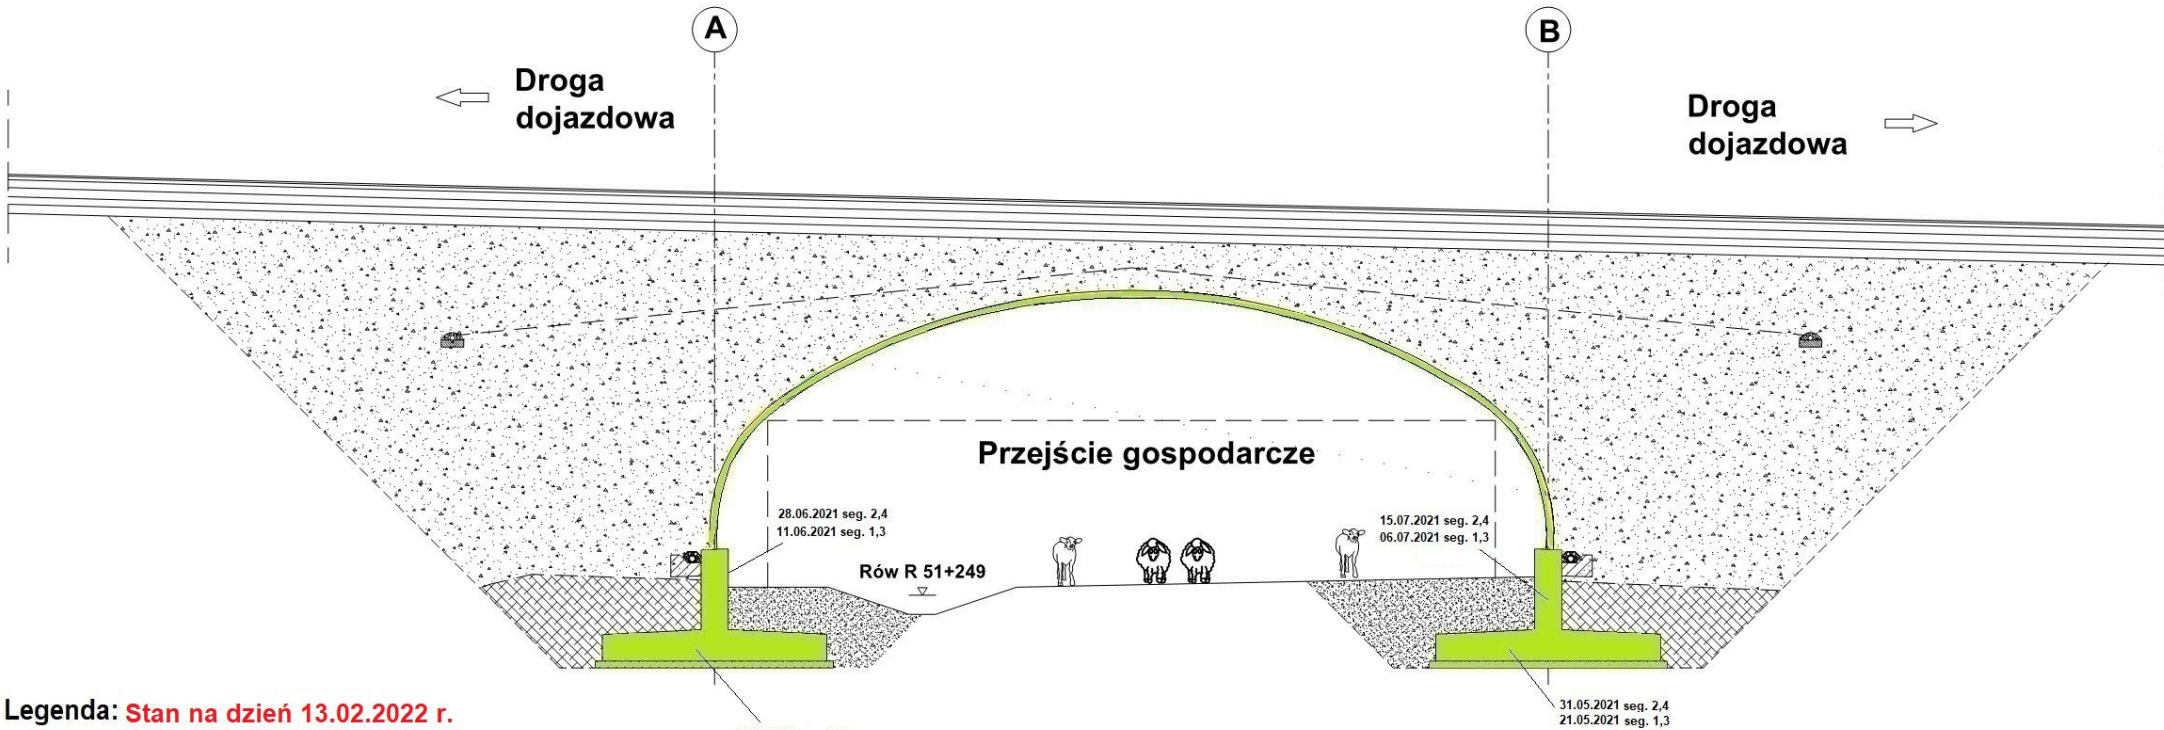 A
B
Droga
dojazdowa
Droga
dojazdowa
Przejście gospodarcze
28.06.2021 seg. 2,4
11.06.2021 seg. 1,3
15.07.2021 seg. 2,4
06.07.2021 seg. 1,3
Rów R 51+249
31.05.2021 seg. 2,4
21.05.2021 seg. 1,3
Legenda: Stan na dzień 13.02.2022 r.